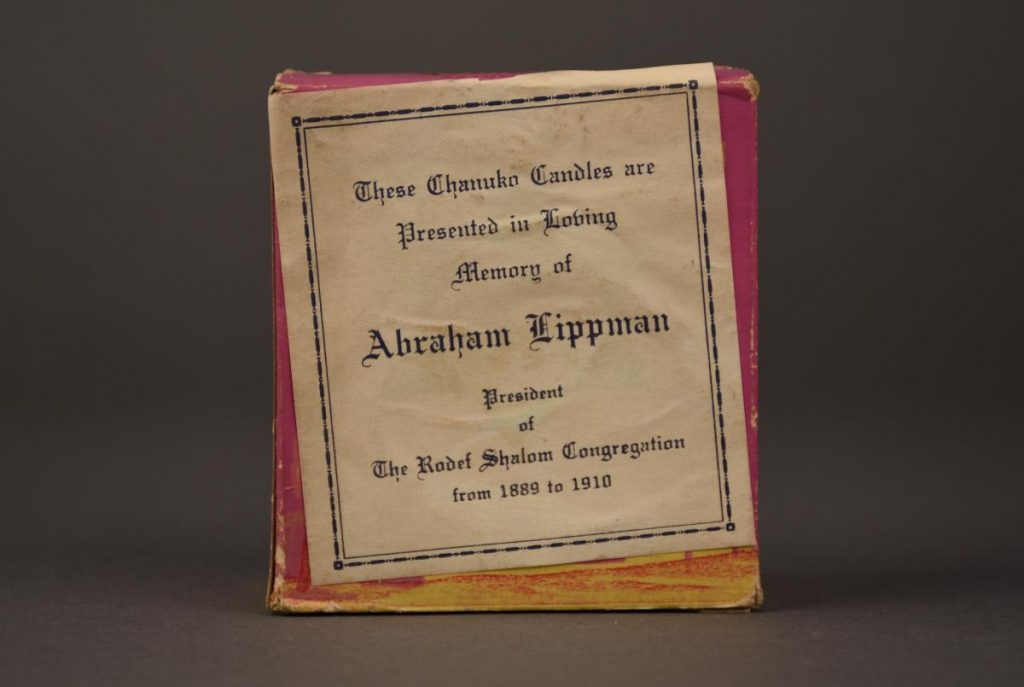 These Chanuko Candles are
Presented in Loving
Memory of
Abraham Lippman
President
of
The Rodef Shalom Congregation
from 1889 to 1910